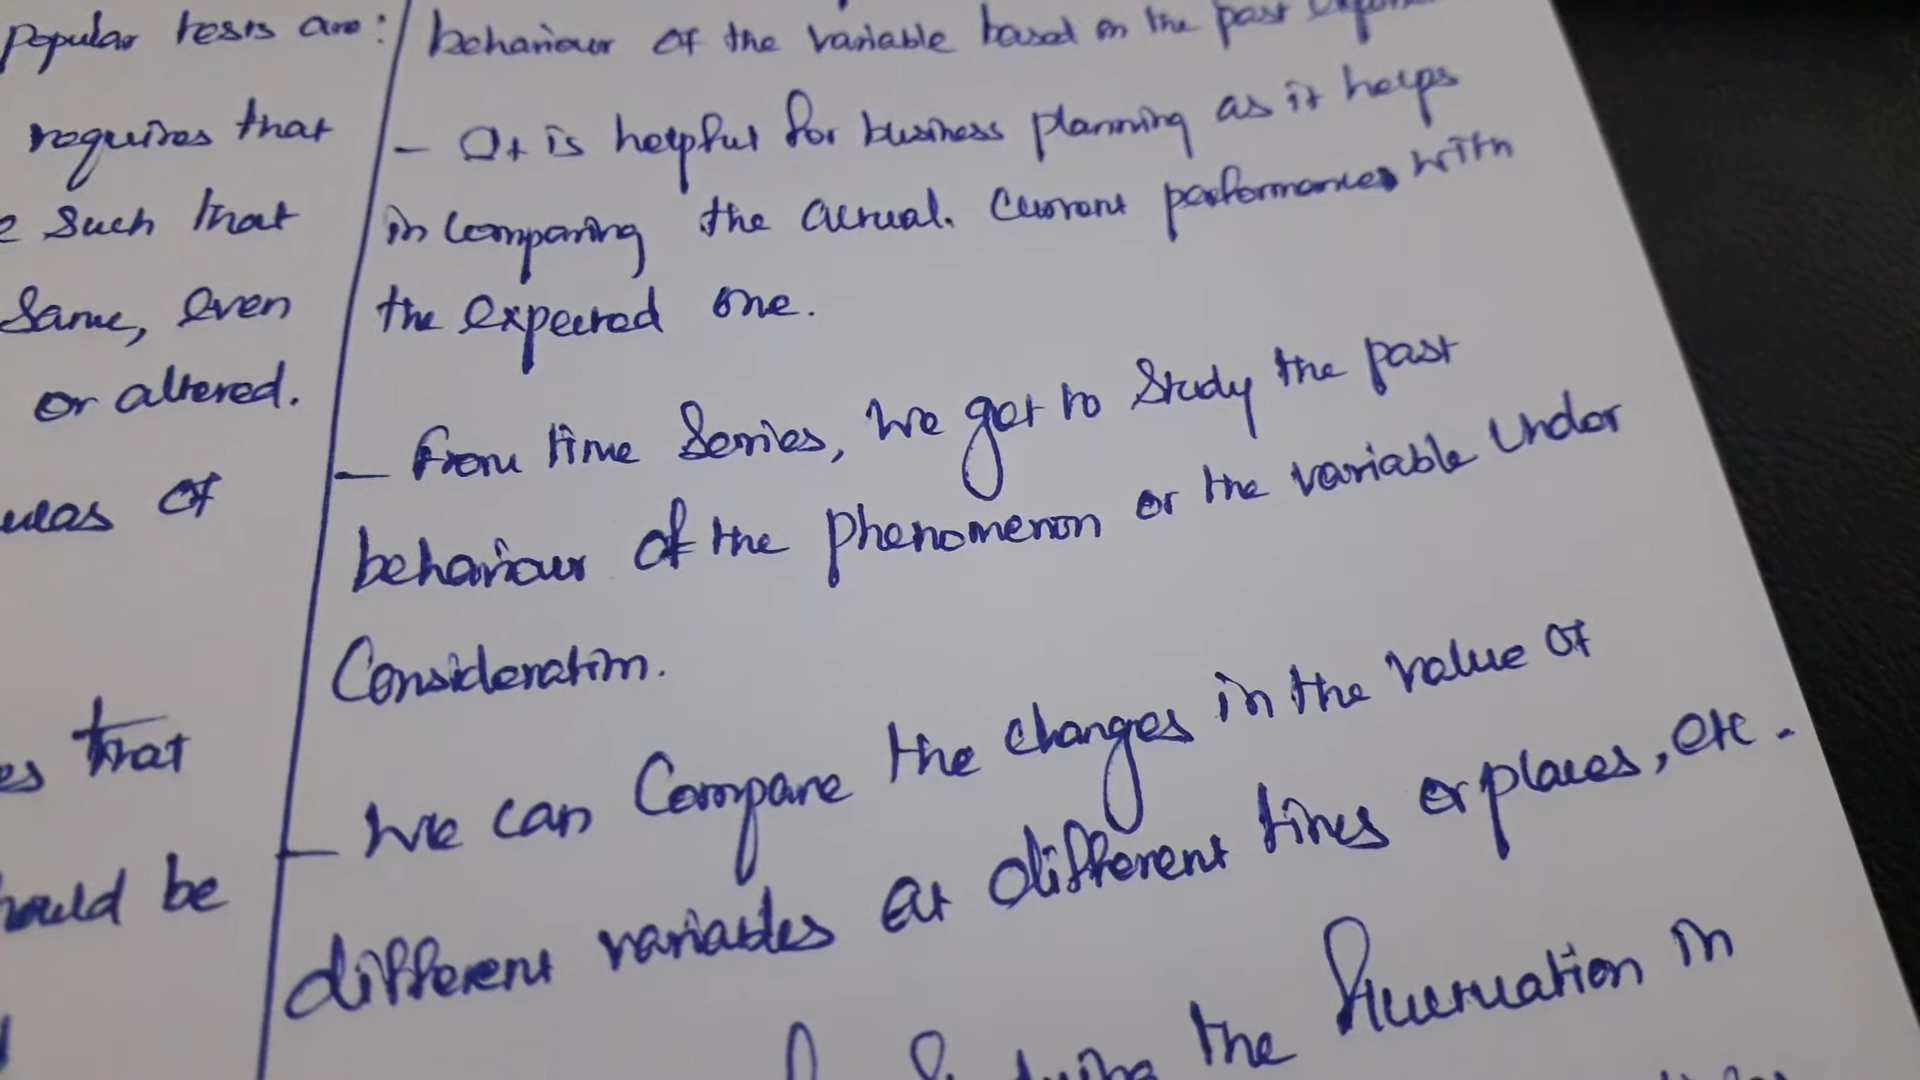 popular tests are:
requires that
such that
same, even
or altered.
of
that
be
behaviour of the variable based on the past
- It is helpful for business planning as it helps
in comparing the actual. current performances with
the expected one.
- From time series, we get to study the past
behaviour of the phenomenon or the variable under
Consideration.
- We can Compare the changes in the value of
different variables at different times or places, etc.
the fluctuation in